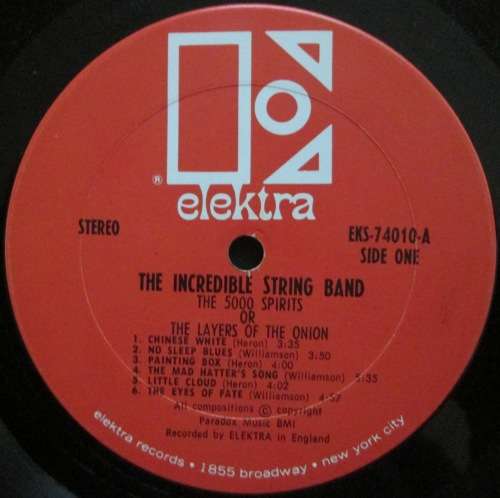 ®
elektra
STEREO
EKS-74010-A
SIDE ONE
THE INCREDIBLE STRING BAND
THE 5000 SPIRITS
OR
THE LAYERS OF THE ONION
1. CHINESE WHITE (Heron) 3:35
2. NO SLEEP BLUES (Williamson) 3:50
3. PAINTING BOX (Heron) 4:00
4. THE MAD HATTER'S SONG (Williamson) 5:35
5. LITTLE CLOUD (Heron) 4:02
6. THE EYES OF FATE (Williamson) 4:57
All compositions © copyright
Paradox Music BMI
Recorded by ELEKTRA in England
elektra records • 1855 broadway • new york city